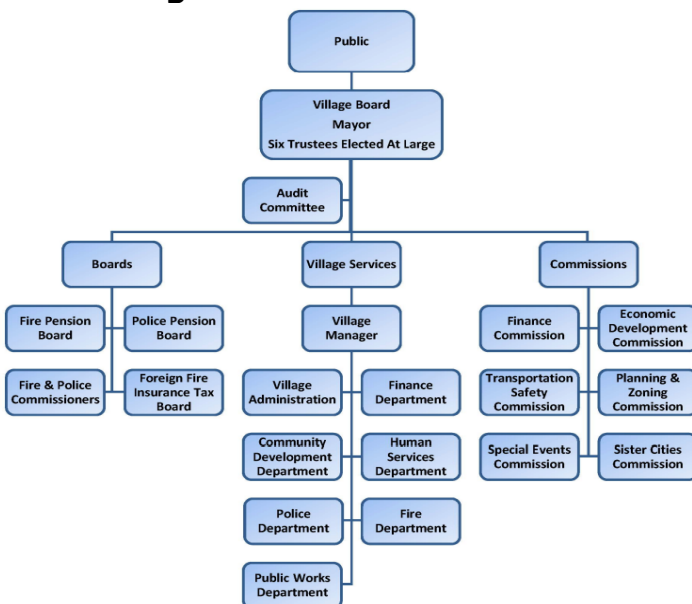 Public
Village Board
Mayor
Six Trustees Elected At Large
Audit
Committee
Boards
Village Services
Commissions
Fire Pension
Board
Police Pension
Board
Fire & Police
Commissioners
Foreign Fire
Insurance Tax
Board
Village
Manager
Village
Administration
Finance
Department
Community
Development
Department
Human
Services
Department
Police
Department
Fire
Department
Public Works
Department
Finance
Commission
Economic
Development
Commission
Transportation
Safety
Commission
Planning &
Zoning
Commission
Special Events
Commission
Sister Cities
Commission